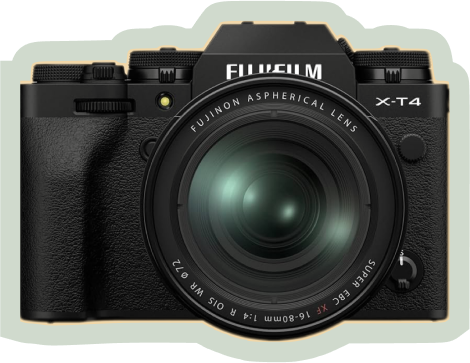 FUJIFILM
X-T4
FUJINON ASPHERICAL LENS
SUPER EBC XF 16-80mm 1:4 R OIS WR ø72